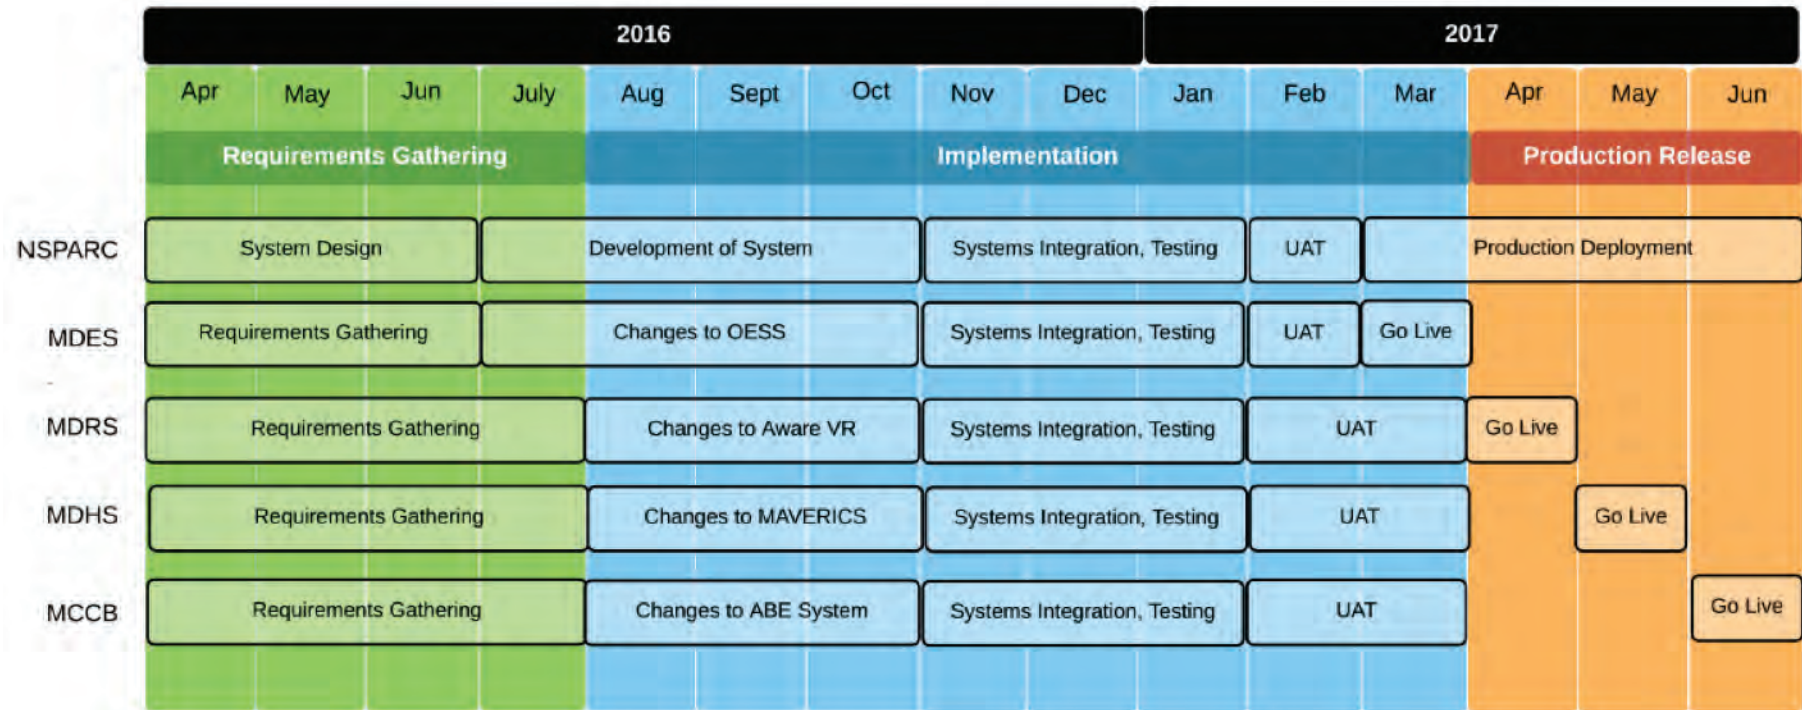 2016 2017
Apr May Jun July Aug Sept Oct Nov Dec Jan Feb Mar Apr May Jun
Requirements Gathering Implementation Production Release
NSPARC System Design Development of System Systems Integration, Testing UAT Production Deployment
MDES Requirements Gathering Changes to OESS Systems Integration, Testing UAT Go Live
MDRS Requirements Gathering Changes to Aware VR Systems Integration, Testing UAT Go Live
MDHS Requirements Gathering Changes to MAVERICS Systems Integration, Testing UAT Go Live
MCCB Requirements Gathering Changes to ABE System Systems Integration, Testing UAT Go Live